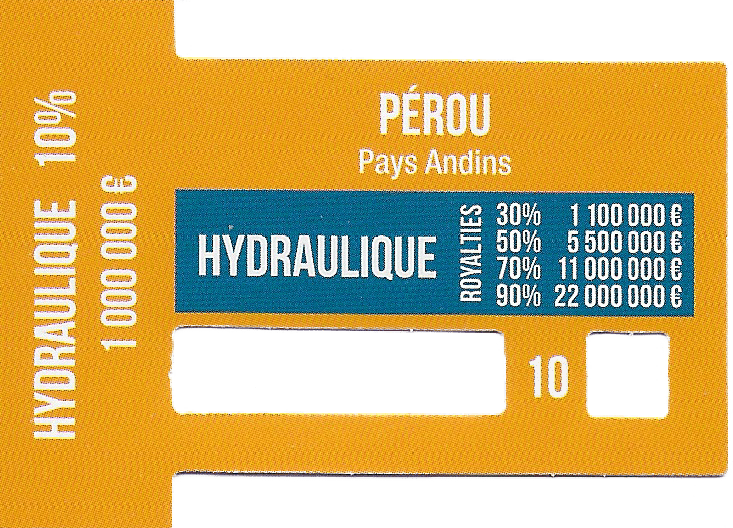 HYDRAULIQUE 10%
1 000 000 €
PÉROU
Pays Andins
HYDRAULIQUE
ROYALTIES
30% 1 100 000 €
50% 5 500 000 €
70% 11 000 000 €
90% 22 000 000 €
10